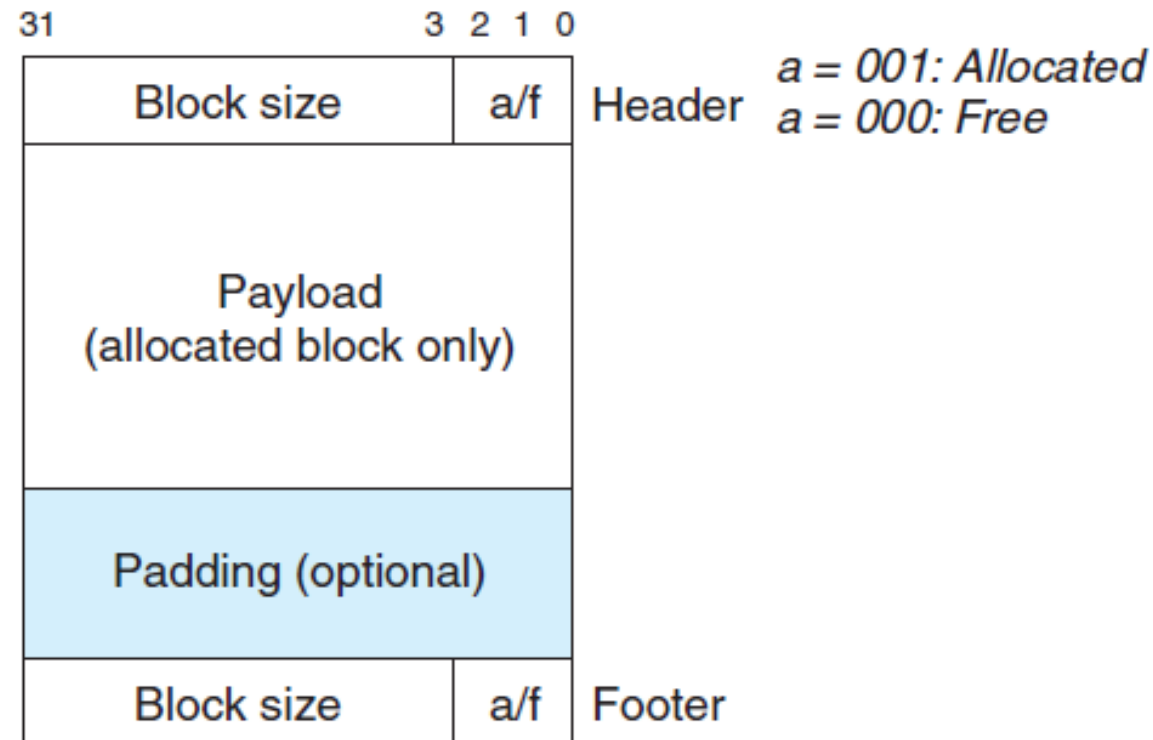 31 3 2 1 0
Block size a/f Header a = 001: Allocated
a = 000: Free
Payload
(allocated block only)
Padding (optional)
Block size a/f Footer